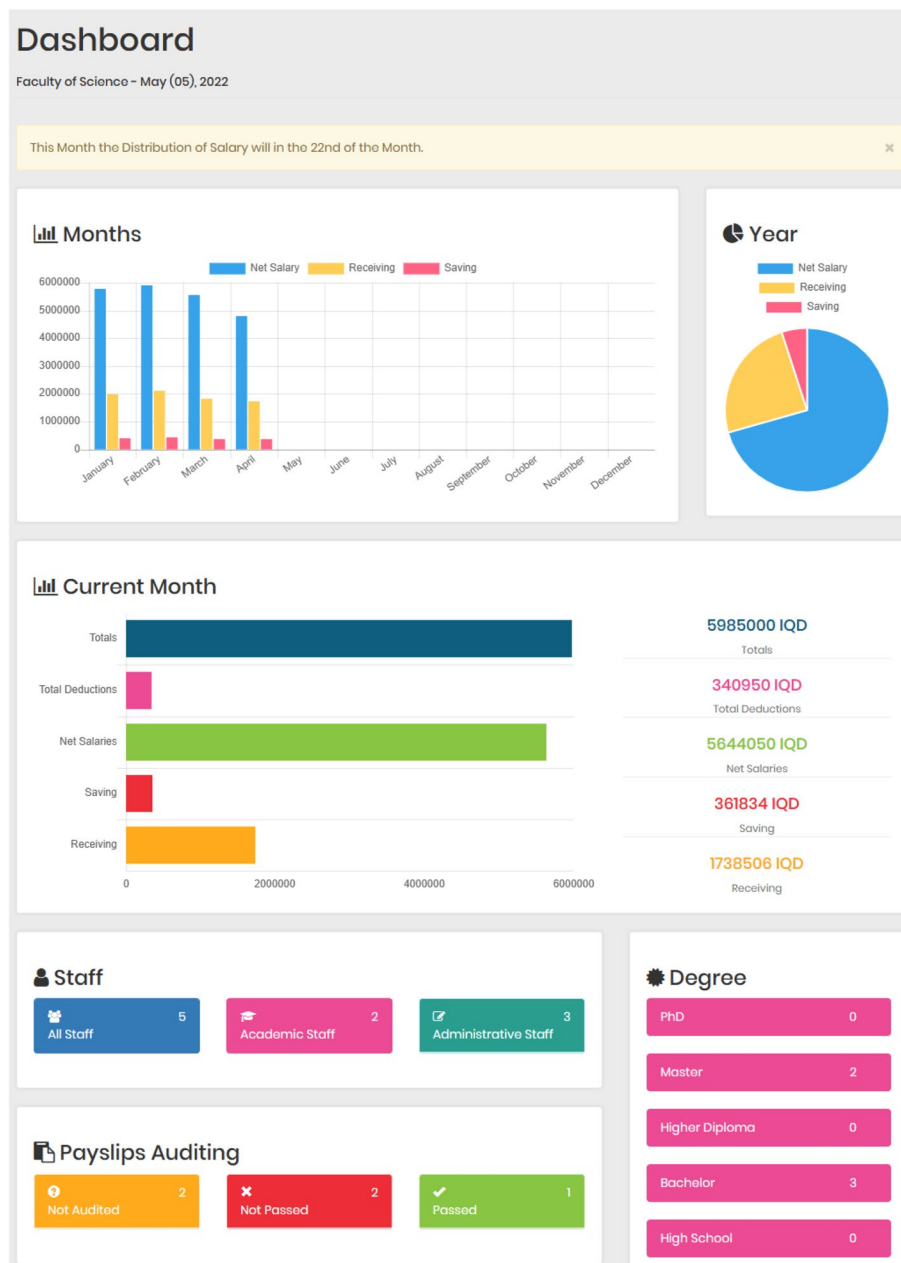 Dashboard
Faculty of Science - May (05), 2022
This Month the Distribution of Salary will in the 22nd of the Month.
×
Months
Net Salary Receiving Saving
6000000
5000000
4000000
3000000
2000000
1000000
0
January February March April May June July August September October November December
Year
Net Salary
Receiving
Saving
Current Month
Totals
Total Deductions
Net Salaries
Saving
Receiving
0 2000000 4000000 6000000
5985000 IQD
Totals
340950 IQD
Total Deductions
5644050 IQD
Net Salaries
361834 IQD
Saving
1738506 IQD
Receiving
Staff
5
All Staff
2
Academic Staff
3
Administrative Staff
Payslips Auditing
2
Not Audited
2
Not Passed
1
Passed
Degree
PhD 0
Master 2
Higher Diploma 0
Bachelor 3
High School 0